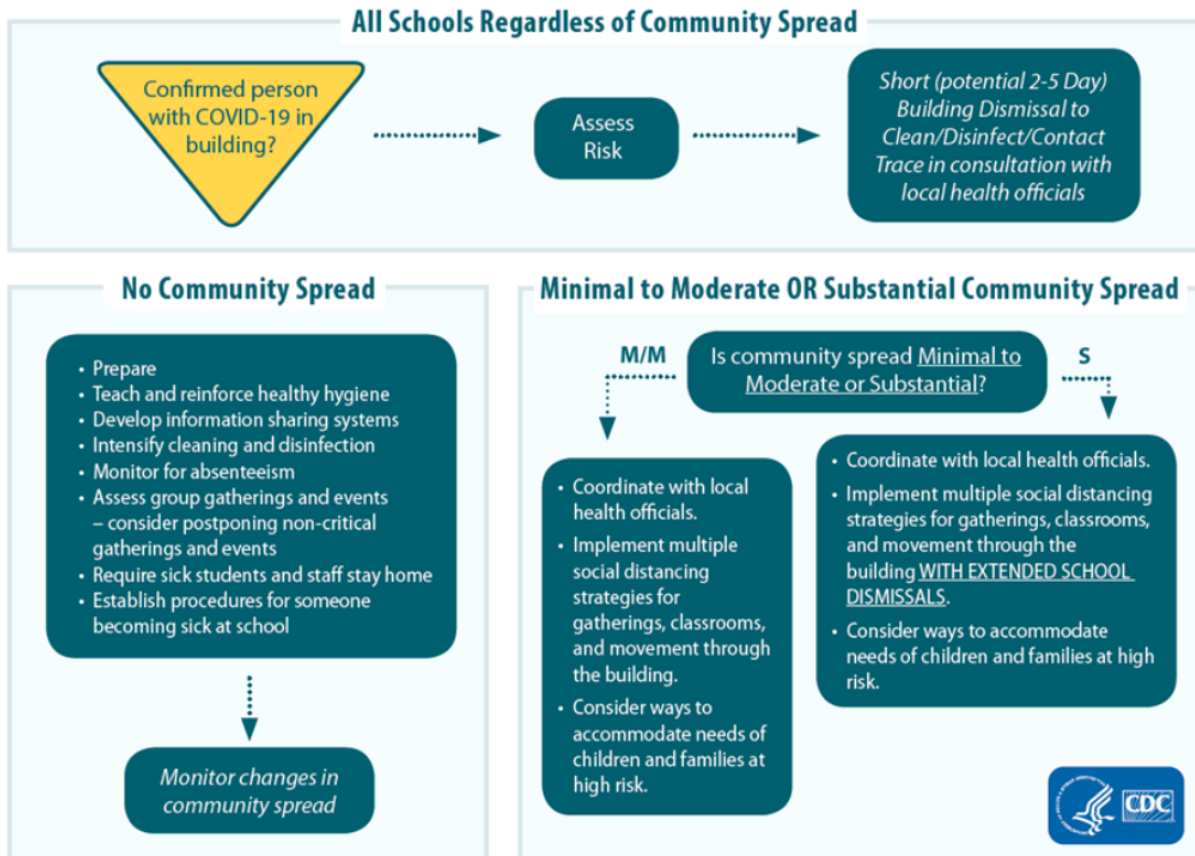 All Schools Regardless of Community Spread
Confirmed person
with COVID-19 in
building?
Assess
Risk
Short (potential 2-5 Day)
Building Dismissal to
Clean/Disinfect/Contact
Trace in consultation with
local health officials
No Community Spread
• Prepare
• Teach and reinforce healthy hygiene
• Develop information sharing systems
• Intensify cleaning and disinfection
• Monitor for absenteeism
• Assess group gatherings and events
– consider postponing non-critical
gatherings and events
• Require sick students and staff stay home
• Establish procedures for someone
becoming sick at school
Monitor changes in
community spread
Minimal to Moderate OR Substantial Community Spread
M/M
Is community spread Minimal to
Moderate or Substantial?
S
• Coordinate with local
health officials.
• Implement multiple
social distancing
strategies for
gatherings, classrooms,
and movement through
the building.
• Consider ways to
accommodate needs of
children and families at
high risk.
• Coordinate with local health officials.
• Implement multiple social distancing
strategies for gatherings, classrooms,
and movement through the
building WITH EXTENDED SCHOOL
DISMISSALS.
• Consider ways to accommodate
needs of children and families at high
risk.
CDC